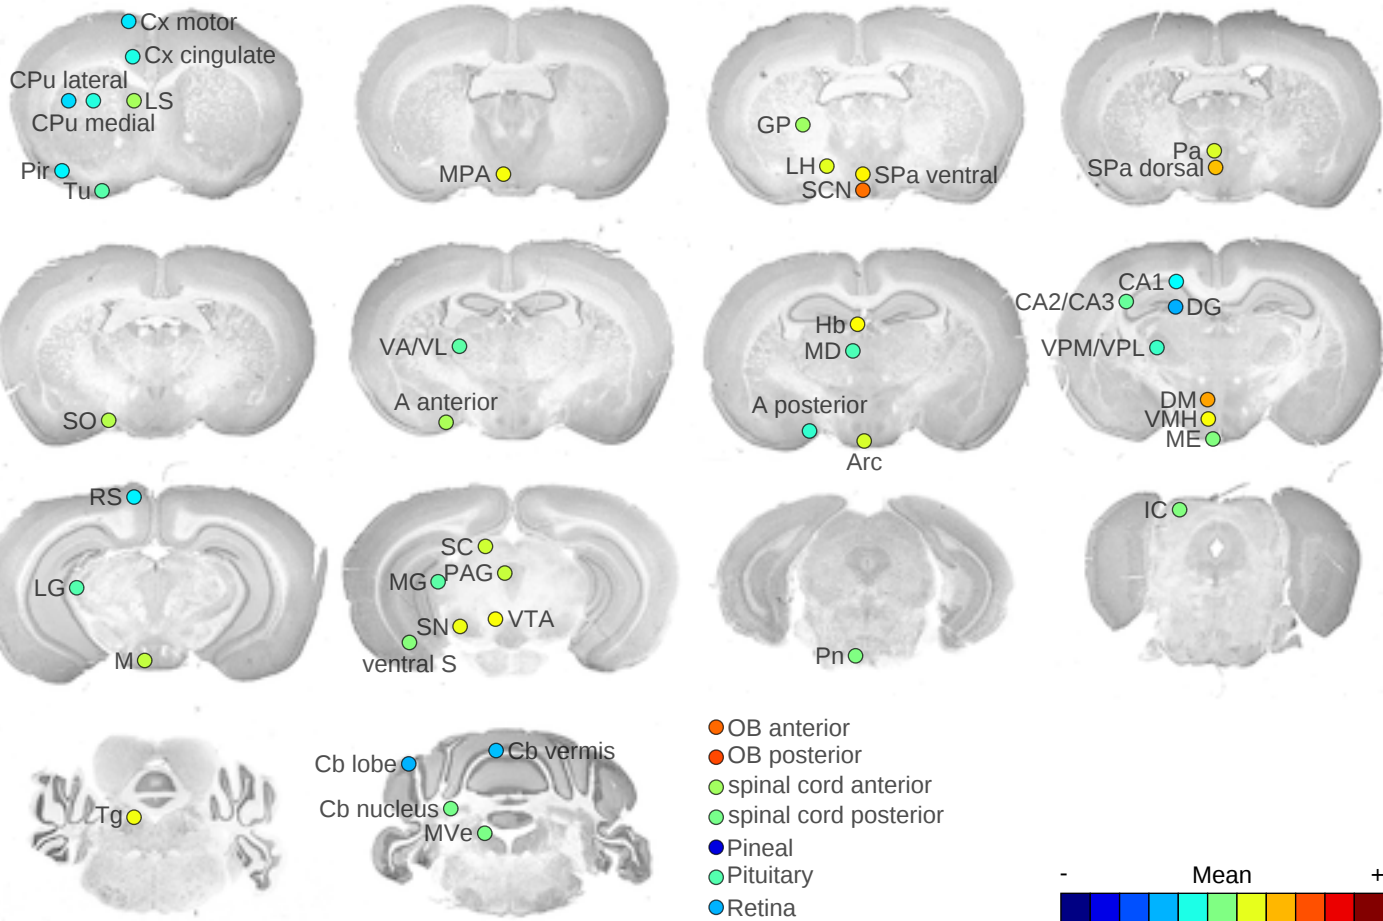 Cx motor
Cx cingulate
CPu lateral
LS
CPu medial
Pir
Tu
MPA
GP
LH
SPa ventral
SCN
Pa
SPa dorsal
SO
VA/VL
A anterior
Hb
MD
A posterior
Arc
CA1
CA2/CA3
DG
VPM/VPL
DM
VMH
ME
RS
LG
M
SC
MG
PAG
SN
VTA
ventral S
Pn
IC
Tg
Cb lobe
Cb vermis
Cb nucleus
MVe
OB anterior
OB posterior
spinal cord anterior
spinal cord posterior
Pineal
Pituitary
Retina
- Mean +